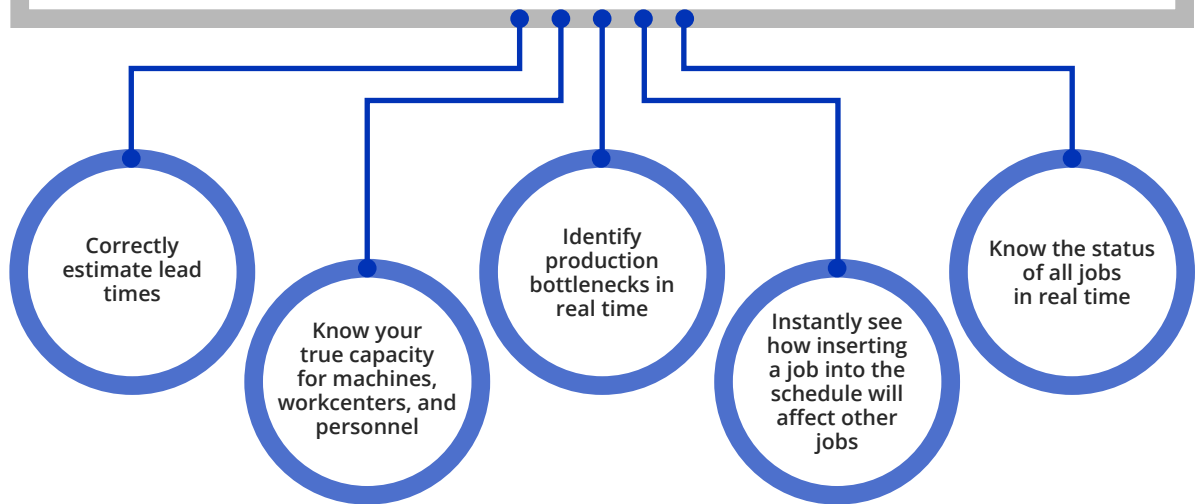 Correctly
estimate lead
times
Know your
true capacity
for machines,
workcenters, and
personnel
Identify
production
bottlenecks in
real time
Instantly see
how inserting
a job into the
schedule will
affect other
jobs
Know the status
of all jobs
in real time